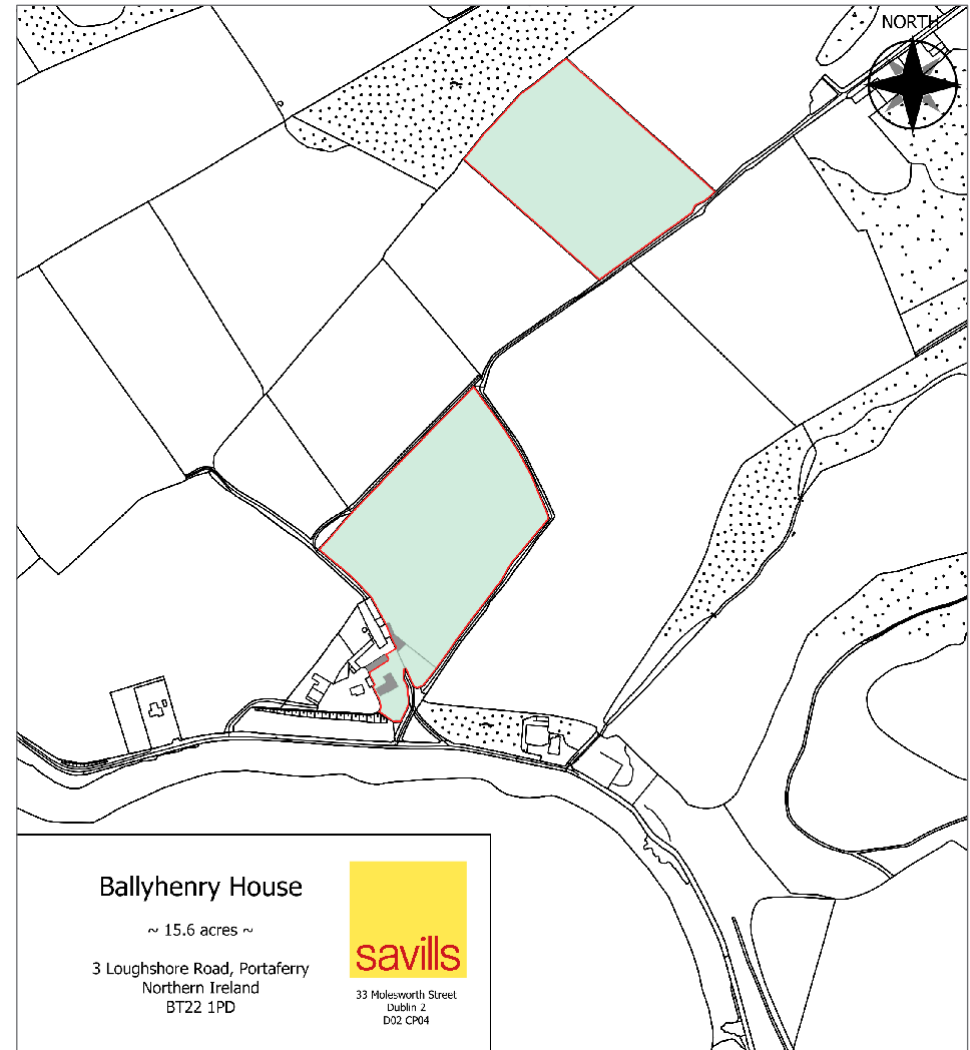 NORTH
Ballyhenry House
~ 15.6 acres ~
3 Loughshore Road, Portaferry
Northern Ireland
BT22 1PD
savills
33 Molesworth Street
Dublin 2
D02 CP04